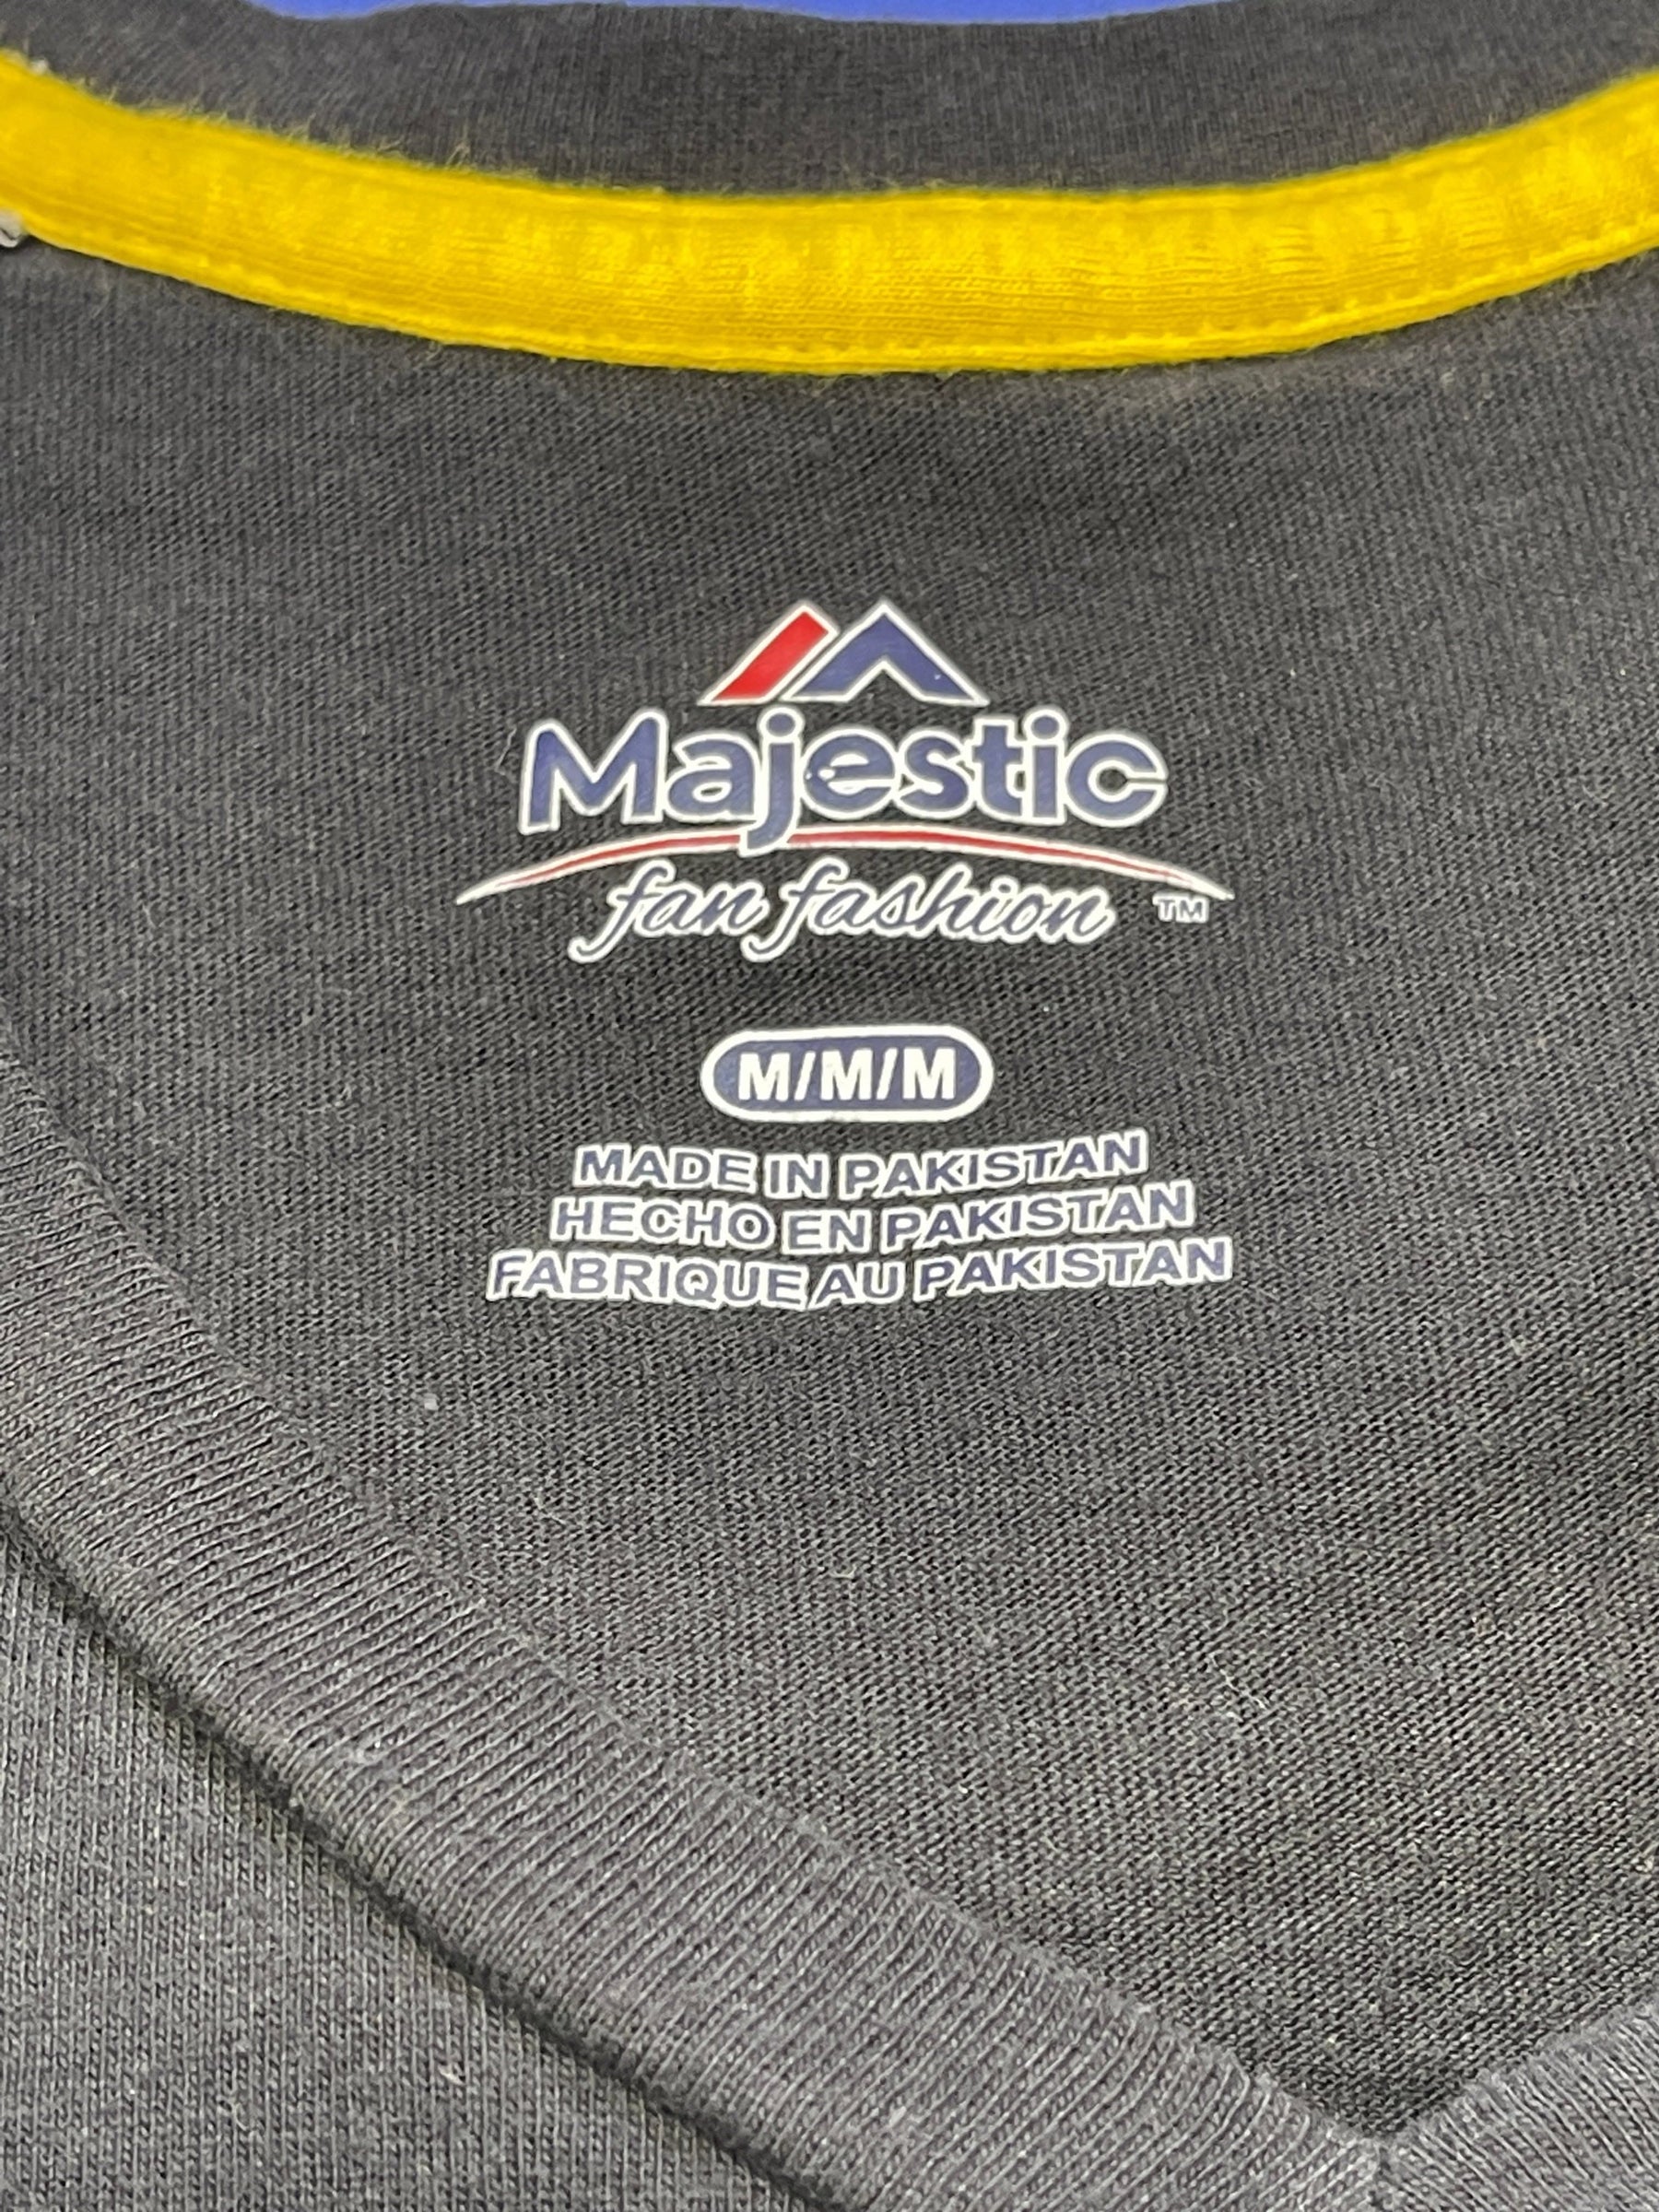 Majestic
fan fashion ™
M/M/M
MADE IN PAKISTAN
HECHO EN PAKISTAN
FABRIQUE AU PAKISTAN